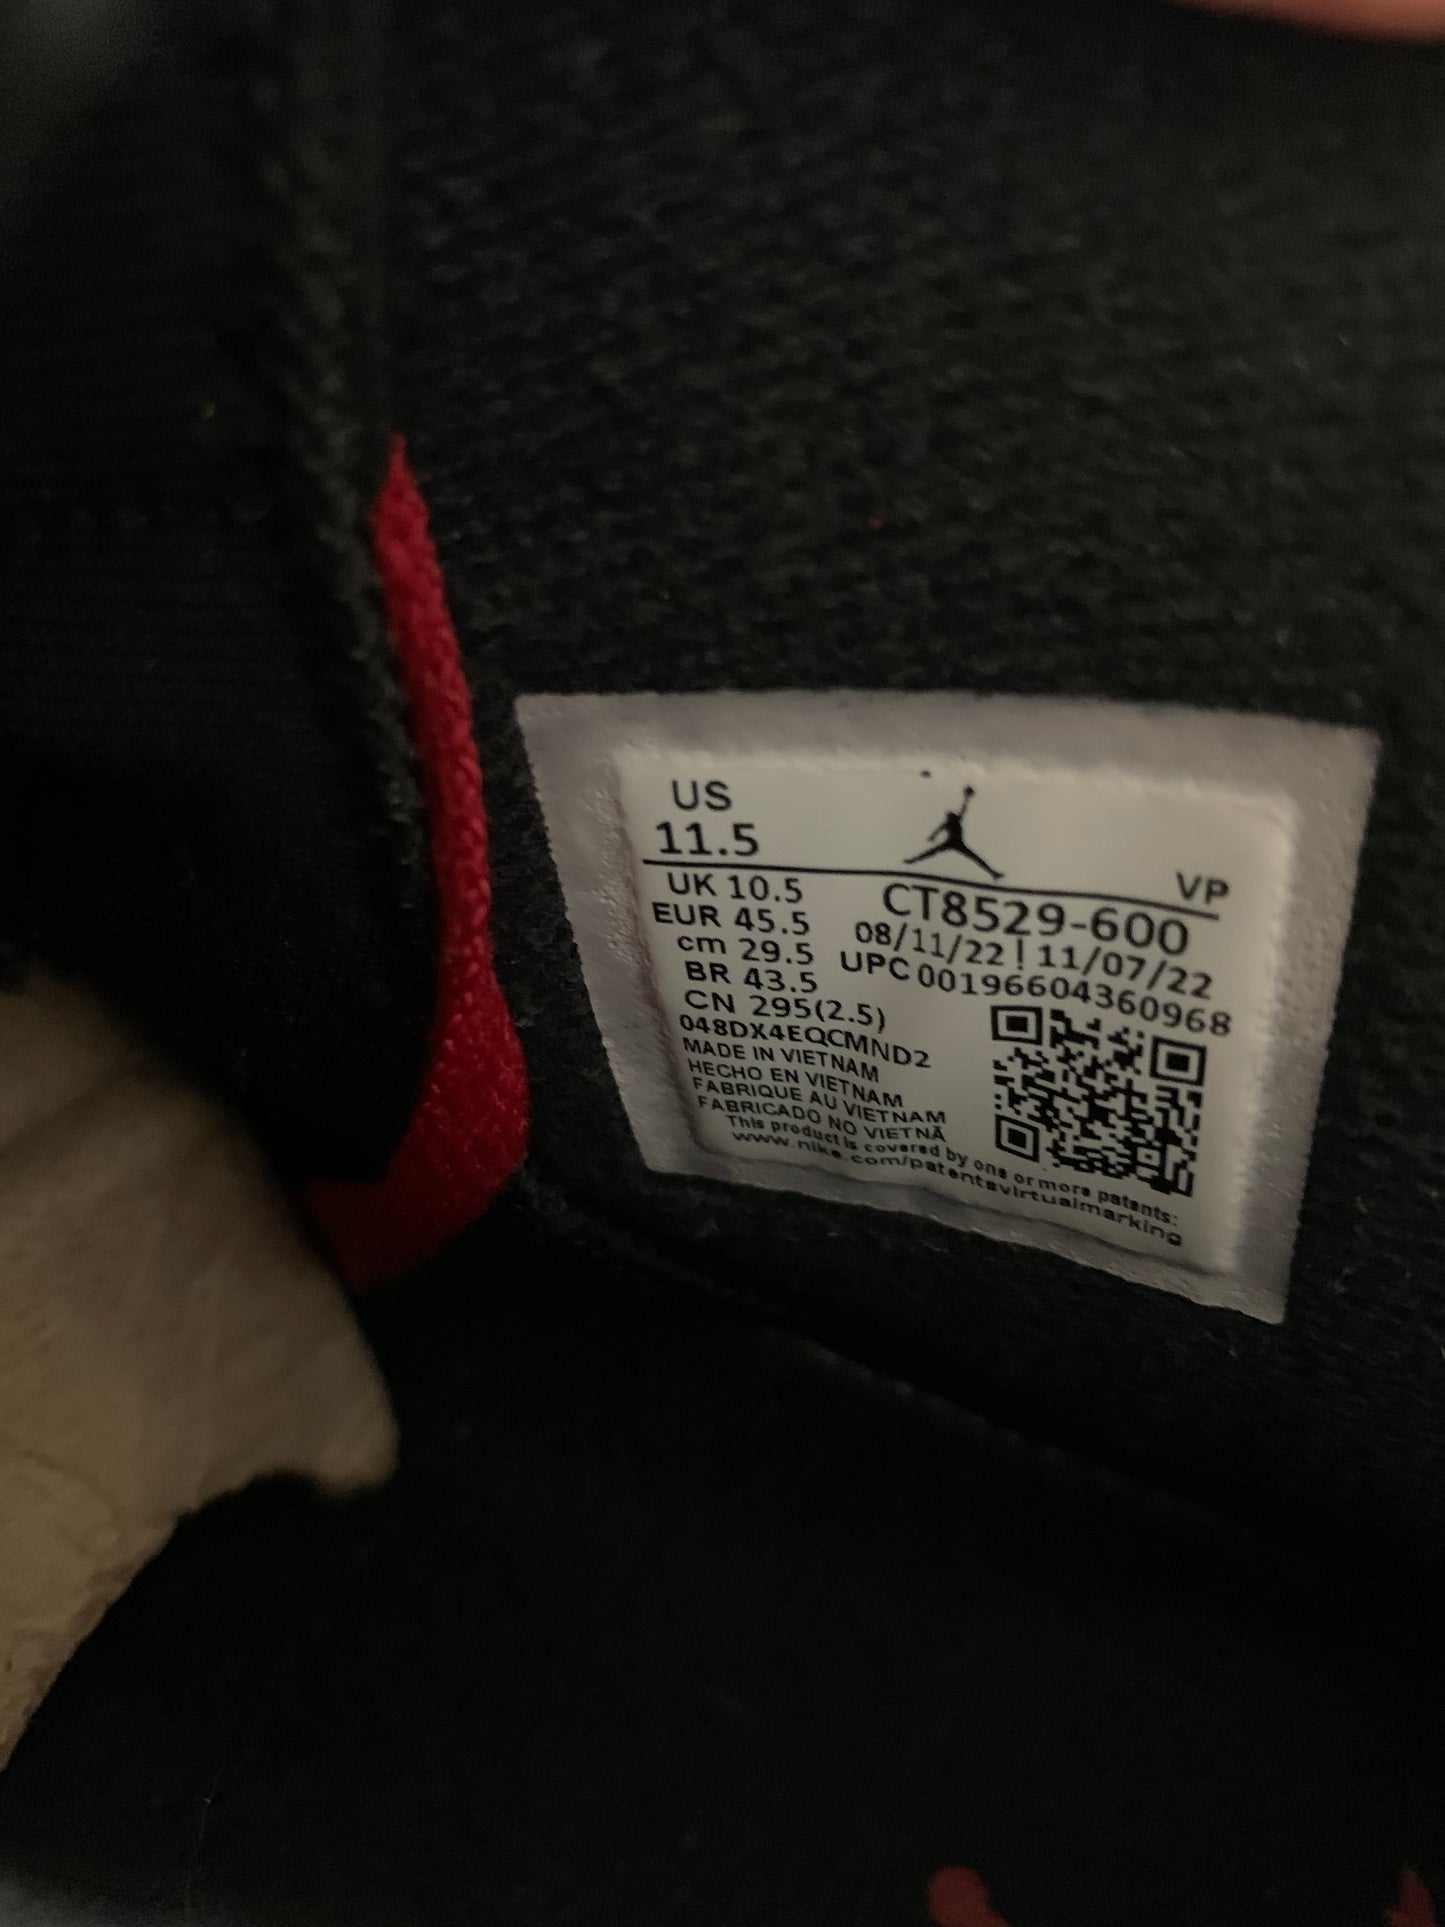 US
11.5
VP
UK 10.5
CT8529-600
EUR 45.5
08/11/22 | 11/07/22
cm 29.5
UPC 00196604360968
BR 43.5
CN 295(2.5)
048DX4EQCMND2
MADE IN VIETNAM
HECHO EN VIETNAM
FABRIQUE AU VIETNAM
FABRICADO NO VIETNÃ
This product is covered by one or more patents:
www.nike.com/patentsvirtualmarking